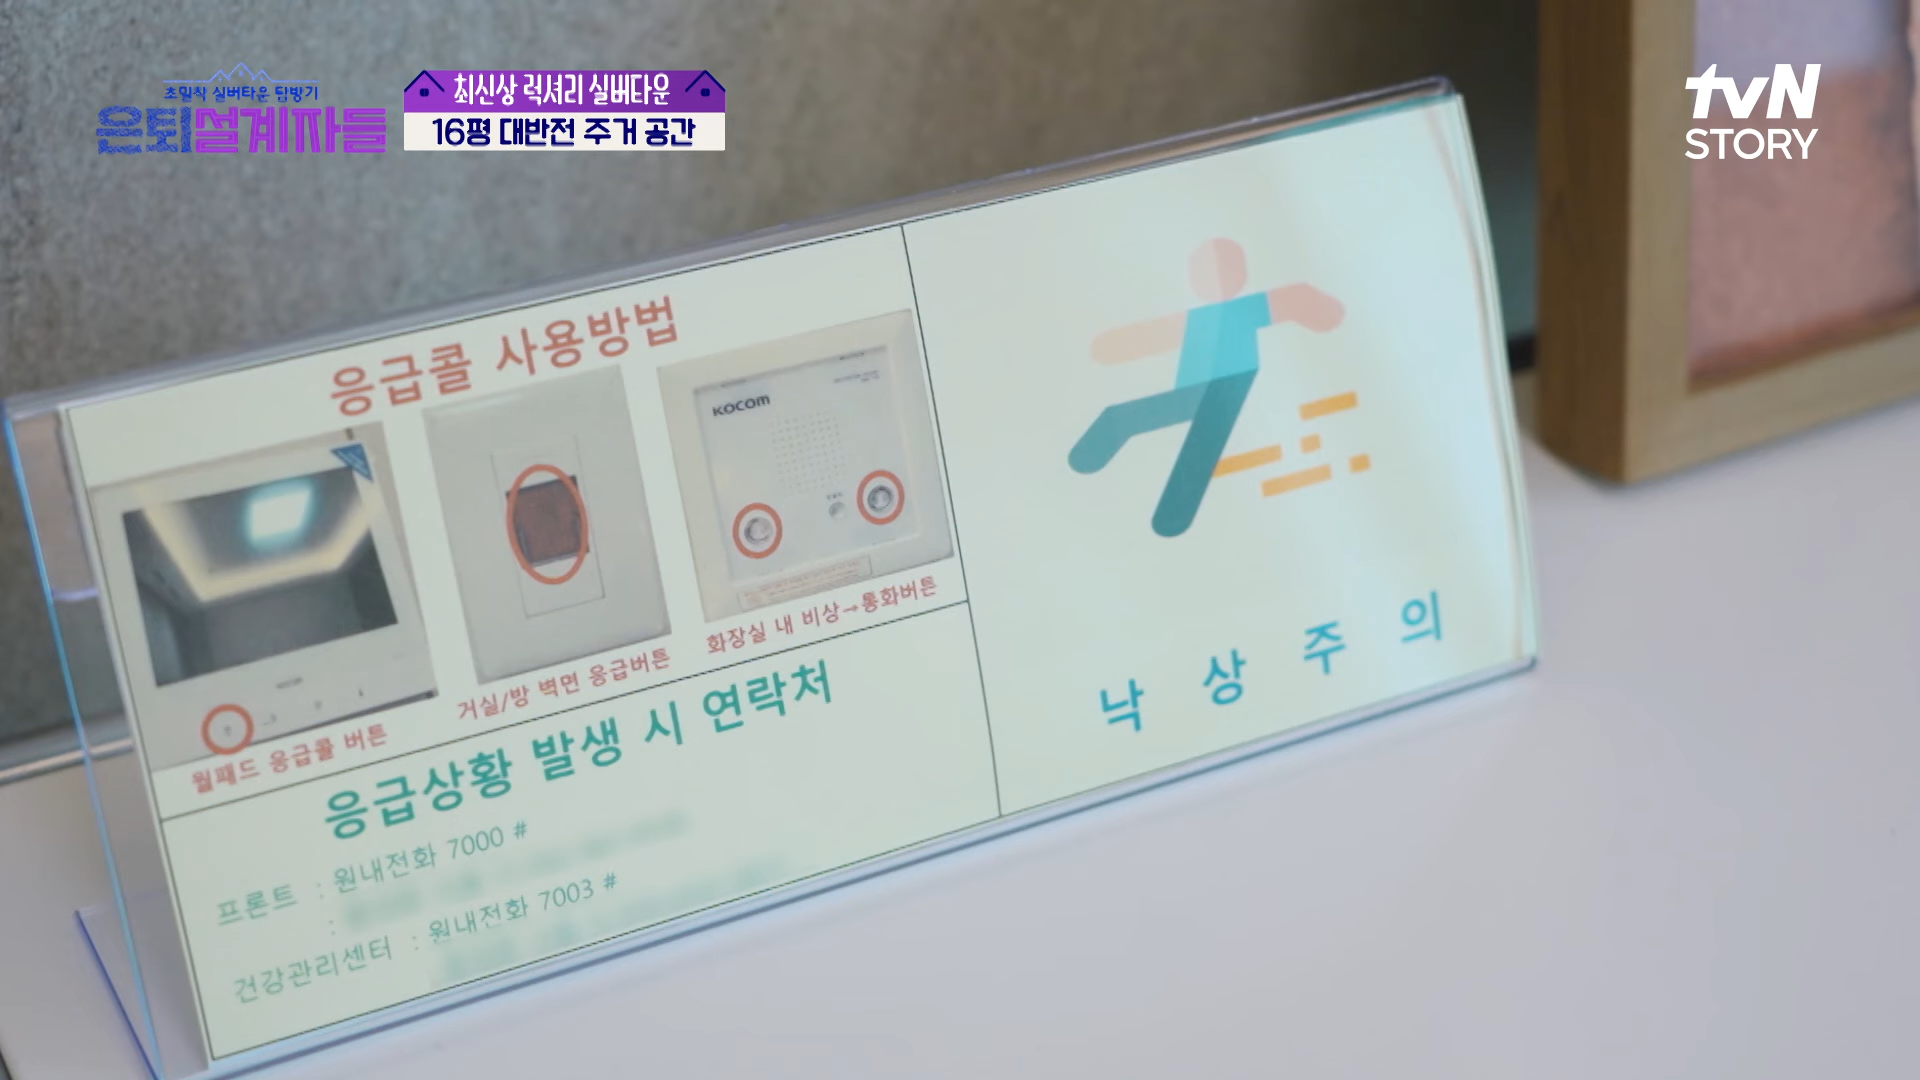 초밀착 실버타운 탐방기
은퇴설계자들
최신상 럭셔리 실버타운
16평 대반전 주거 공간
tvN
STORY
응급콜 사용방법
KOCOM
월패드 응급콜 버튼
거실/방 벽면 응급버튼
화장실 내 비상→통화버튼
응급상황 발생 시 연락처
프론트 : 원내전화 7000 #
건강관리센터 : 원내전화 7003 #
낙상주의